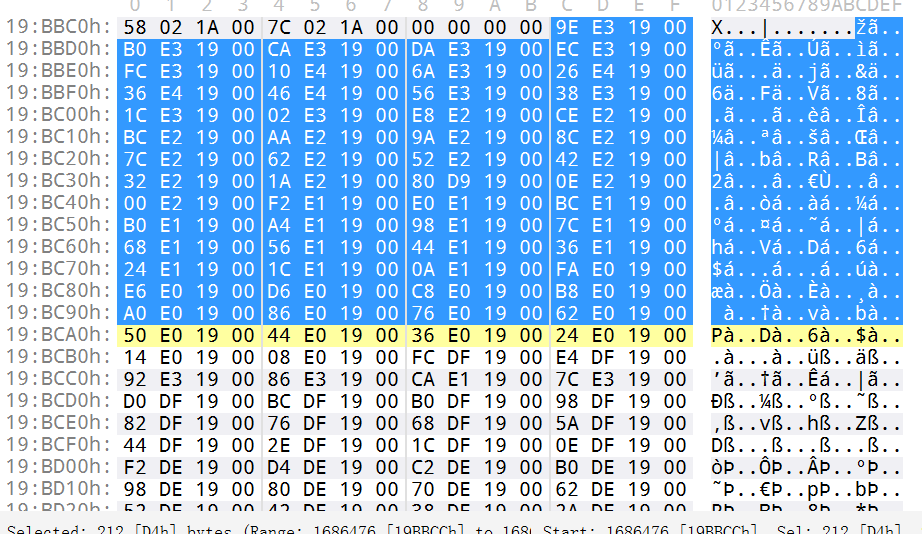 0 1 2 3 4 5 6 7 8 9 A B C D E F 0123456789ABCDEF
19:BBC0h: 58 02 1A 00 7C 02 1A 00 00 00 00 00 9E E3 19 00 X...|.......žã..
19:BBD0h: B0 E3 19 00 CA E3 19 00 DA E3 19 00 EC E3 19 00 °ã..Êã..Úã..ìã..
19:BBE0h: FC E3 19 00 10 E4 19 00 6A E3 19 00 26 E4 19 00 üã...ä..jã..&ä..
19:BBF0h: 36 E4 19 00 46 E4 19 00 56 E3 19 00 38 E3 19 00 6ä..Fä..Vã..8ã..
19:BC00h: 1C E3 19 00 02 E3 19 00 E8 E2 19 00 CE E2 19 00 .ã...ã..èâ..Îâ..
19:BC10h: BC E2 19 00 AA E2 19 00 9A E2 19 00 8C E2 19 00 ¼â..ªâ..šâ..Œâ..
19:BC20h: 7C E2 19 00 62 E2 19 00 52 E2 19 00 42 E2 19 00 |â..bâ..Râ..Bâ..
19:BC30h: 32 E2 19 00 1A E2 19 00 80 D9 19 00 0E E2 19 00 2â...â..€Ù...â..
19:BC40h: 00 E2 19 00 F2 E1 19 00 E0 E1 19 00 BC E1 19 00 .â..òá..àá..¼á..
19:BC50h: B0 E1 19 00 A4 E1 19 00 98 E1 19 00 7C E1 19 00 °á..¤á..˜á..|á..
19:BC60h: 68 E1 19 00 56 E1 19 00 44 E1 19 00 36 E1 19 00 há..Vá..Dá..6á..
19:BC70h: 24 E1 19 00 1C E1 19 00 0A E1 19 00 FA E0 19 00 $á...á...á..úà..
19:BC80h: E6 E0 19 00 D6 E0 19 00 C8 E0 19 00 B8 E0 19 00 æà..Öà..Èà..¸à..
19:BC90h: A0 E0 19 00 86 E0 19 00 76 E0 19 00 62 E0 19 00  à..†à..và..bà..
19:BCA0h: 50 E0 19 00 44 E0 19 00 36 E0 19 00 24 E0 19 00 Pà..Dà..6à..$à..
19:BCB0h: 14 E0 19 00 08 E0 19 00 FC DF 19 00 E4 DF 19 00 .à...à..üß..äß..
19:BCC0h: 92 E3 19 00 86 E3 19 00 CA E1 19 00 7C E3 19 00 ’ã..†ã..Êá..|ã..
19:BCD0h: D0 DF 19 00 BC DF 19 00 B0 DF 19 00 98 DF 19 00 Ðß..¼ß..°ß..˜ß..
19:BCE0h: 82 DF 19 00 76 DF 19 00 68 DF 19 00 5A DF 19 00 ‚ß..vß..hß..Zß..
19:BCF0h: 44 DF 19 00 2E DF 19 00 1C DF 19 00 0E DF 19 00 Dß...ß...ß...ß..
19:BD00h: F2 DE 19 00 D4 DE 19 00 C2 DE 19 00 B0 DE 19 00 òÞ..ÔÞ..ÂÞ..°Þ..
19:BD10h: 98 DE 19 00 80 DE 19 00 70 DE 19 00 62 DE 19 00 ˜Þ..€Þ..pÞ..bÞ..
19:BD20h: 52 DE 19 00 42 DE 19 00 38 DE 19 00 2A DE 19 00 RÞ..BÞ..8Þ..*Þ..
Selected: 212 [D4h] bytes (Range: 1686476 [19BBCCh] to 168 Start: 1686476 [19BBCCh] Sel: 212 [D4h]